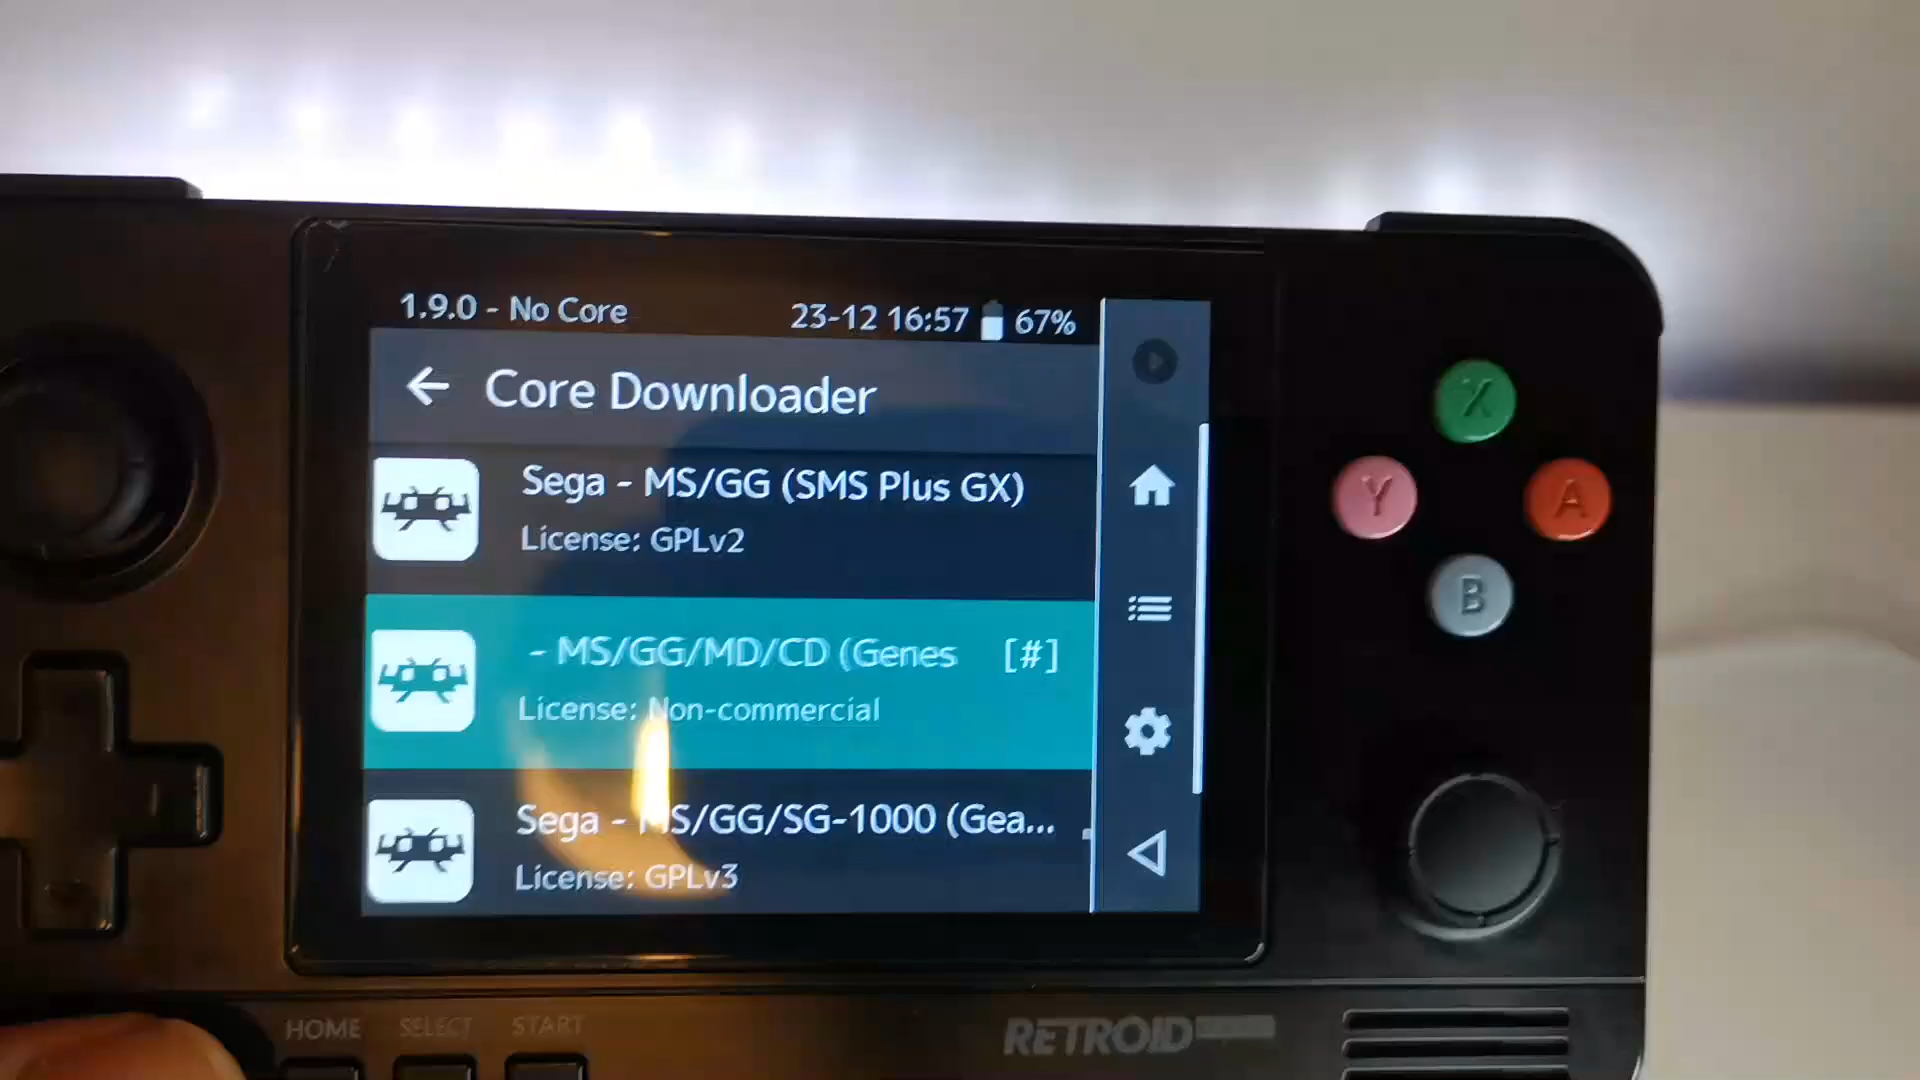 1.9.0 - No Core 23-12 16:57 67%
Core Downloader
Sega - MS/GG (SMS Plus GX)
License: GPLv2
- MS/GG/MD/CD (Genes [#]
License: Non-commercial
Sega - MS/GG/SG-1000 (Gea...
License: GPLv3
X
Y
A
B
HOME SELECT START
RETROID